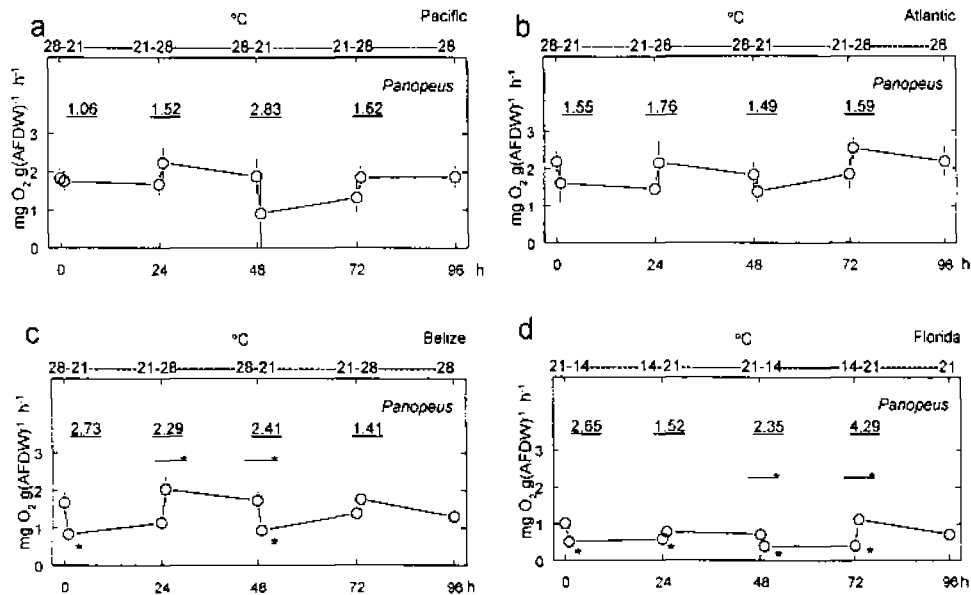 a °C Pacific
28-21 21-28 28-21 21-28 28
Panopeus
1.06 1.52 2.83 1.62
mg O2 g(AFDW)-1 h-1
3
2
1
0
0 24 48 72 96 h
b °C Atlantic
28-21 21-28 28-21 21-28 28
Panopeus
1.55 1.76 1.49 1.59
mg O2 g(AFDW)-1 h-1
3
2
1
0
0 24 48 72 96 h
c °C Belize
28-21 21-28 28-21 21-28 28
Panopeus
2.73 2.29 2.41 1.41
* *
mg O2 g(AFDW)-1 h-1
3
2
1
0
* *
0 24 48 72 96 h
d °C Florida
21-14 14-21 21-14 14-21 21
Panopeus
2.65 1.52 2.35 4.29
* *
mg O2 g(AFDW)-1 h-1
3
2
1
0
* * * *
0 24 48 72 96 h